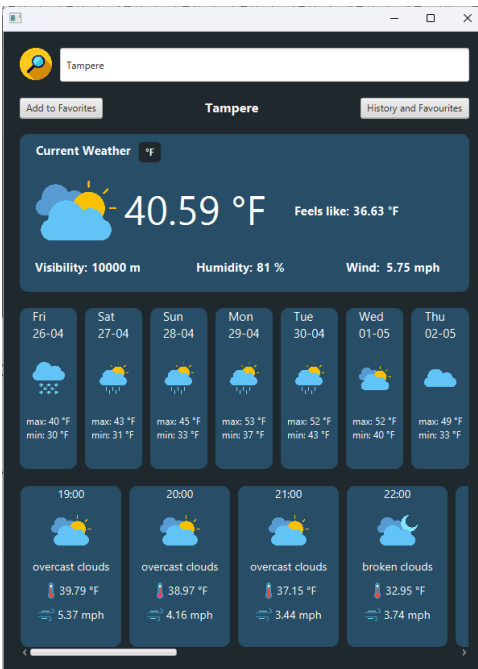 Tampere
Add to Favorites Tampere History and Favourites
Current Weather °F
40.59 °F Feels like: 36.63 °F
Visibility: 10000 m Humidity: 81 % Wind: 5.75 mph
Fri Sat Sun Mon Tue Wed Thu
26-04 27-04 28-04 29-04 30-04 01-05 02-05
max: 40 °F max: 43 °F max: 45 °F max: 53 °F max: 52 °F max: 52 °F max: 49 °F
min: 30 °F min: 31 °F min: 33 °F min: 37 °F min: 43 °F min: 40 °F min: 33 °F
19:00 20:00 21:00 22:00
overcast clouds overcast clouds overcast clouds broken clouds
39.79 °F 38.97 °F 37.15 °F 32.95 °F
5.37 mph 4.16 mph 3.44 mph 3.74 mph